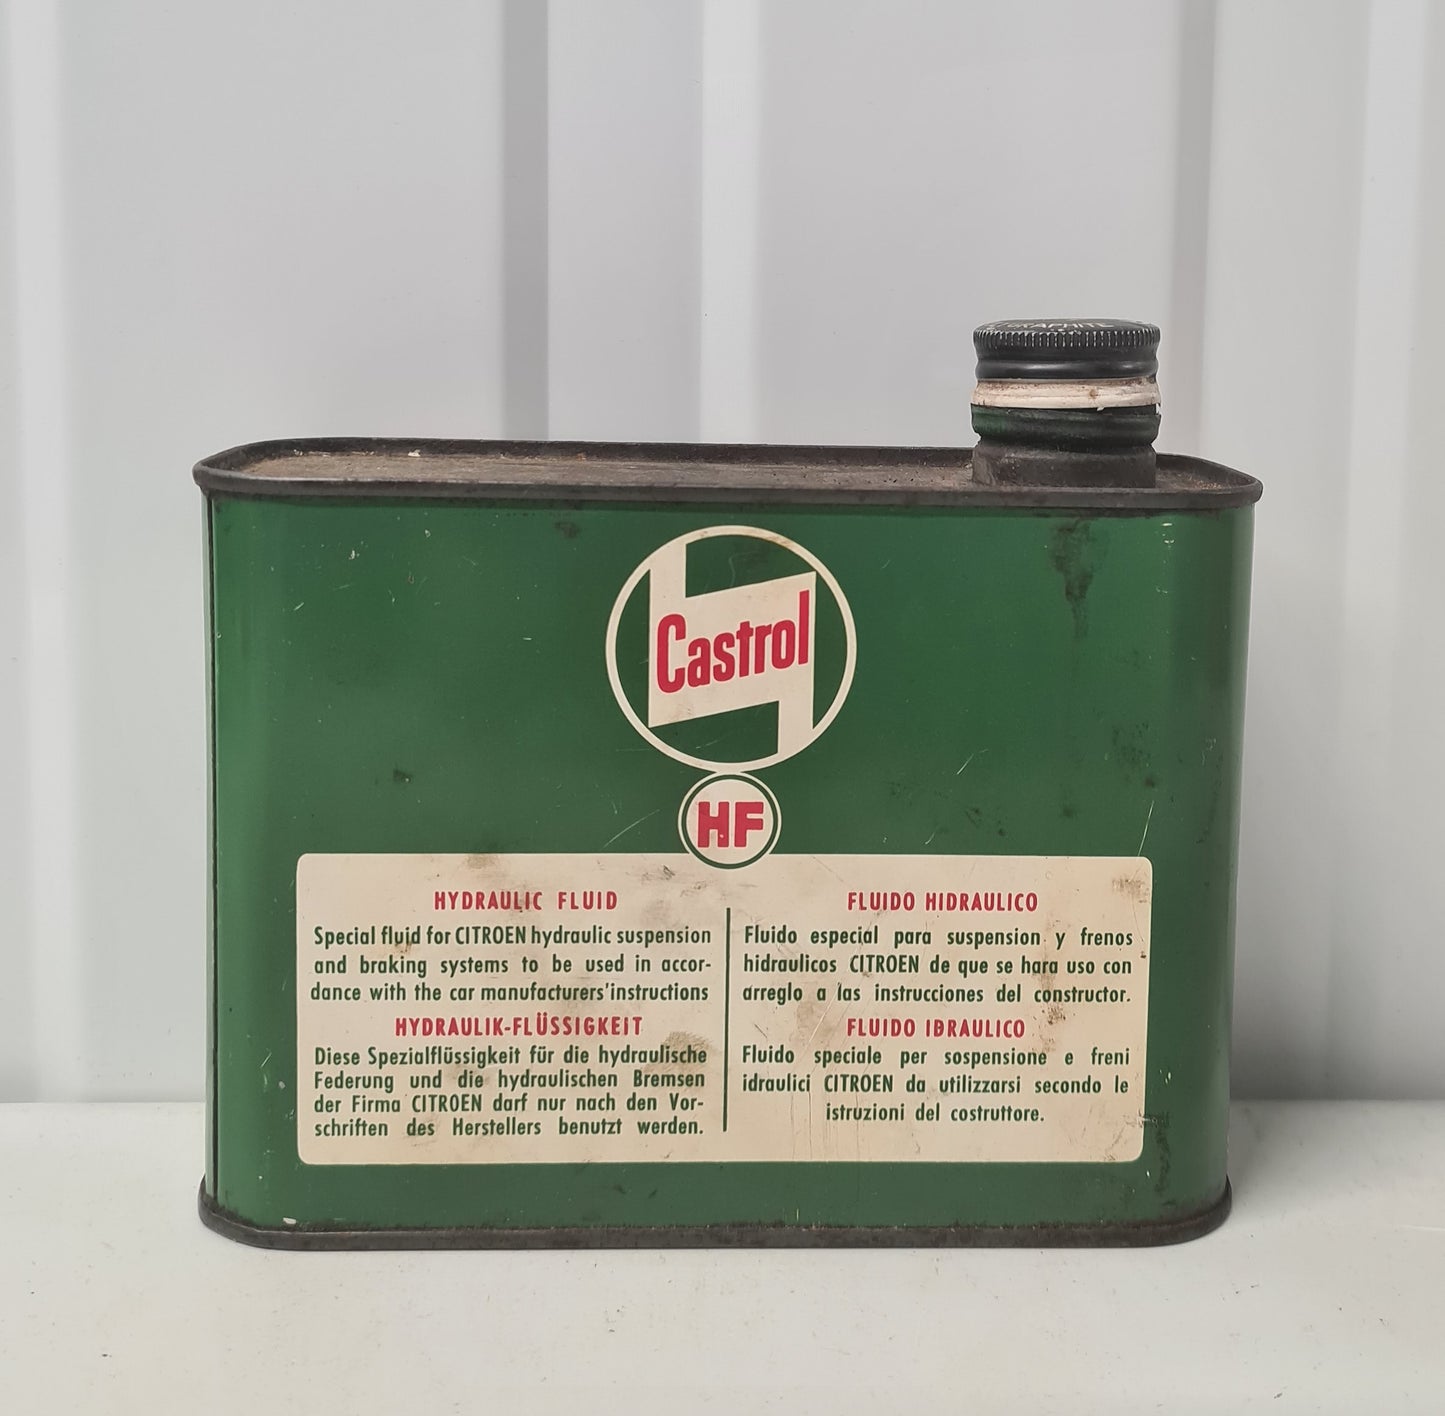 GRAPHITE
Castrol
HF
HYDRAULIC FLUID
Special fluid for CITROEN hydraulic suspension
and braking systems to be used in accor-
dance with the car manufacturers' instructions
HYDRAULIK-FLÜSSIGKEIT
Diese Spezialflüssigkeit für die hydraulische
Federung und die hydraulischen Bremsen
der Firma CITROEN darf nur nach den Vor-
schriften des Herstellers benutzt werden.
FLUIDO HIDRAULICO
Fluido especial para suspension y frenos
hidraulicos CITROEN de que se hara uso con
arreglo a las instrucciones del constructor.
FLUIDO IDRAULICO
Fluido speciale per sospensione e freni
idraulici CITROEN da utilizzarsi secondo le
istruzioni del costruttore.